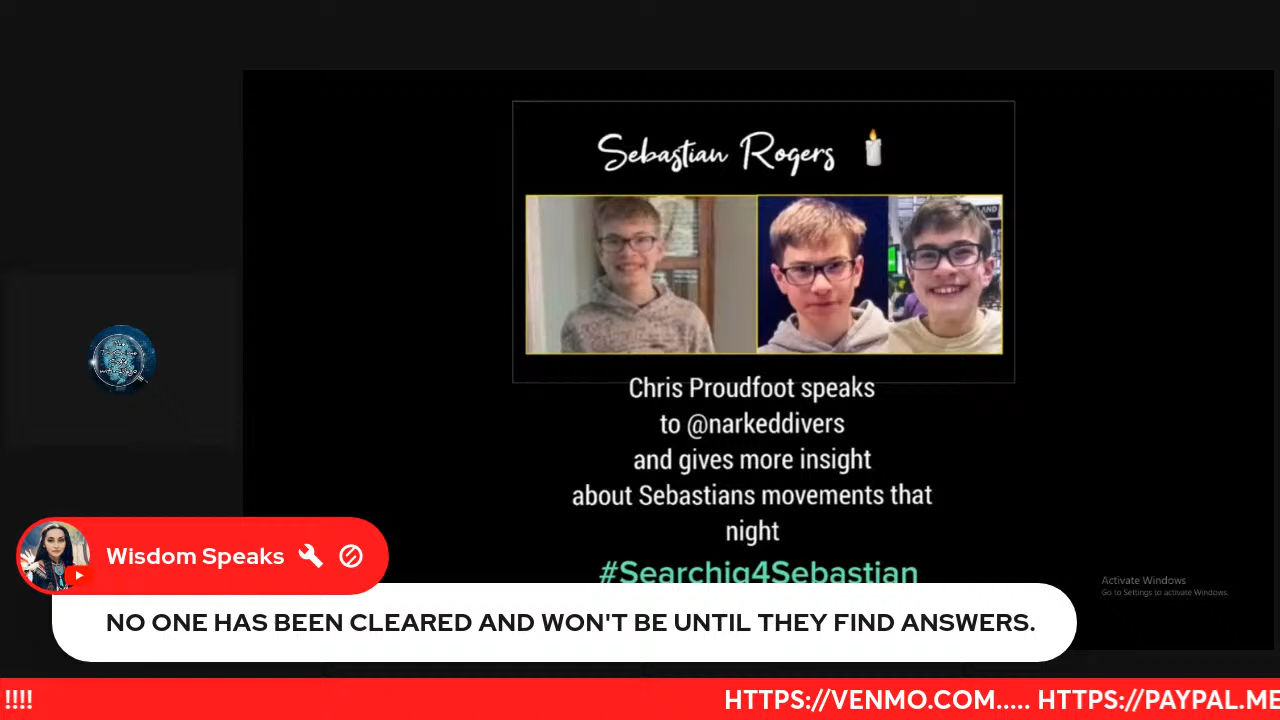 Sebastian Rogers
LAND
Chris Proudfoot speaks
to @narkeddivers
and gives more insight
about Sebastians movements that
night
#Searchig4Sebastian
Activate Windows
Go to Settings to activate Windows.
Wisdom Speaks
NO ONE HAS BEEN CLEARED AND WON'T BE UNTIL THEY FIND ANSWERS.
!!!! HTTPS://VENMO.COM..... HTTPS://PAYPAL.ME